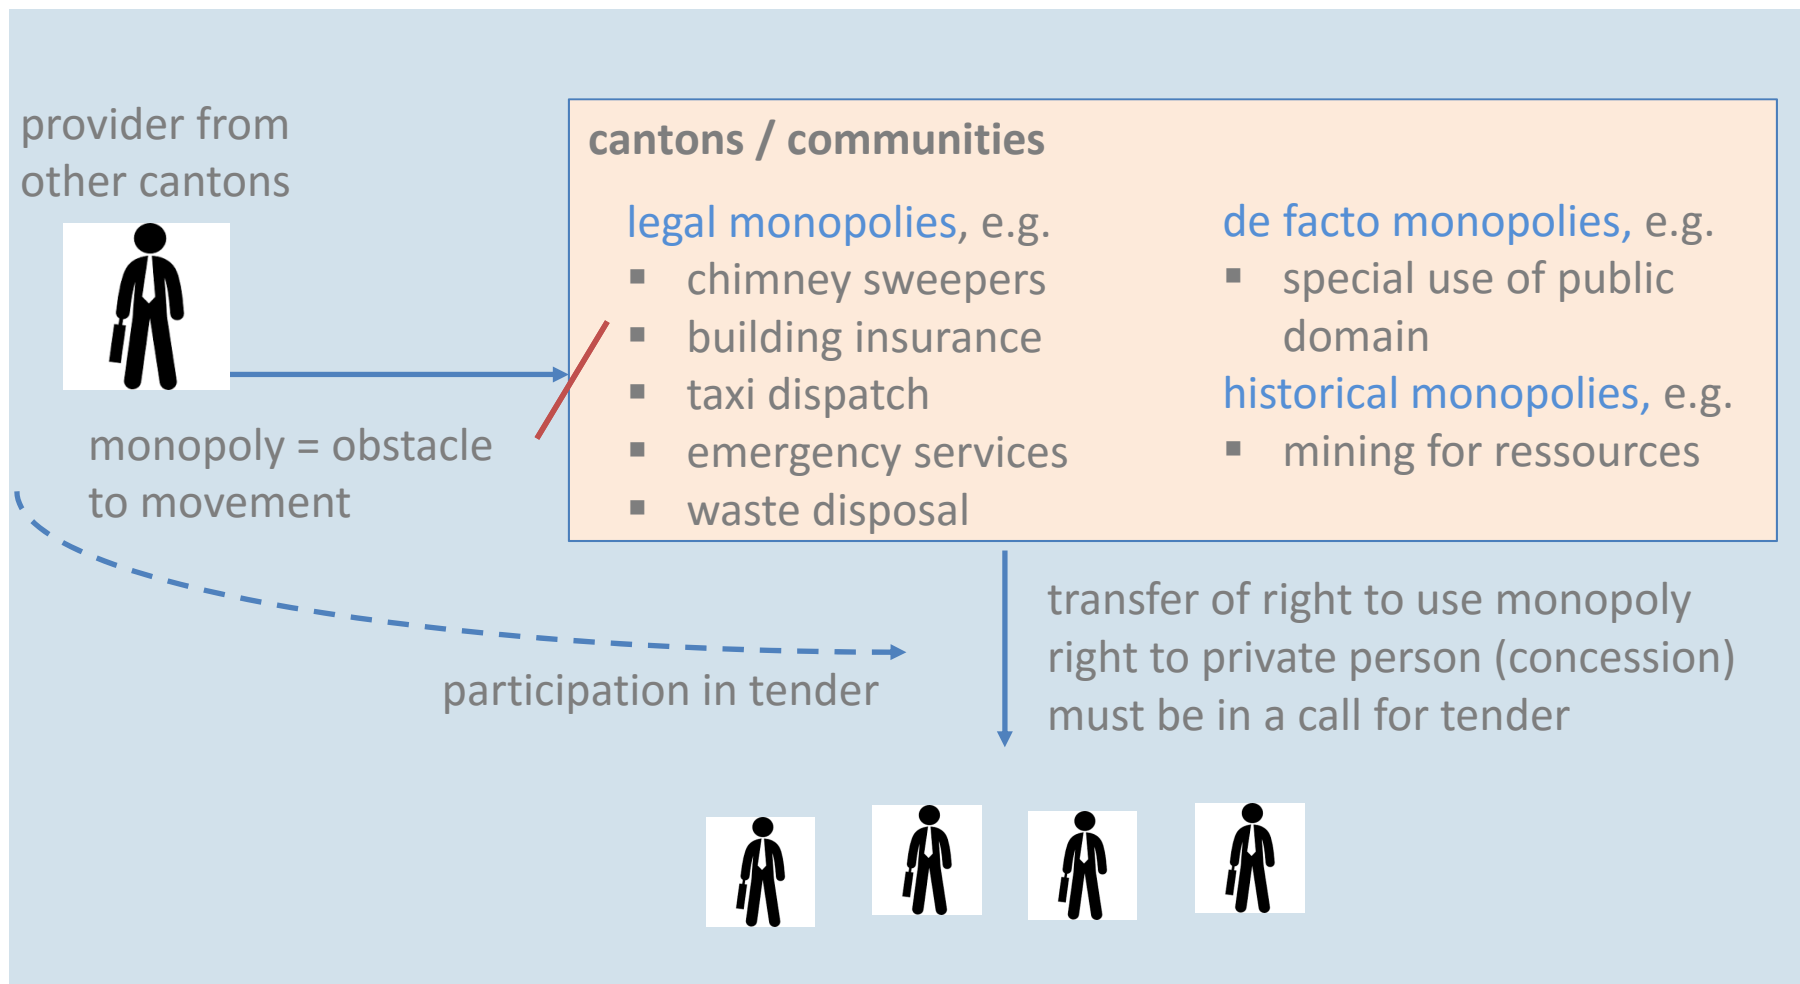 provider from
other cantons
monopoly = obstacle
to movement
cantons / communities
legal monopolies, e.g.
▪ chimney sweepers
▪ building insurance
▪ taxi dispatch
▪ emergency services
▪ waste disposal
de facto monopolies, e.g.
▪ special use of public
domain
historical monopolies, e.g.
▪ mining for ressources
participation in tender
transfer of right to use monopoly
right to private person (concession)
must be in a call for tender